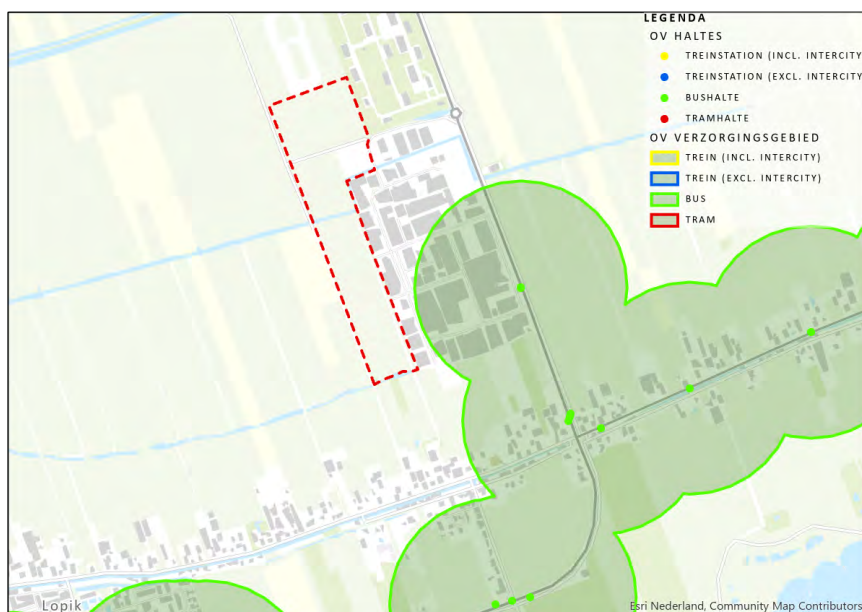 LEGENDA
OV HALTES
TREINSTATION (INCL. INTERCITY
TREINSTATION (EXCL. INTERCITY
BUSHALTE
TRAMHALTE
OV VERZORGINGSGEBIED
TREIN (INCL. INTERCITY)
TREIN (EXCL. INTERCITY)
BUS
TRAM
Lopik
Esri Nederland, Community Map Contributors